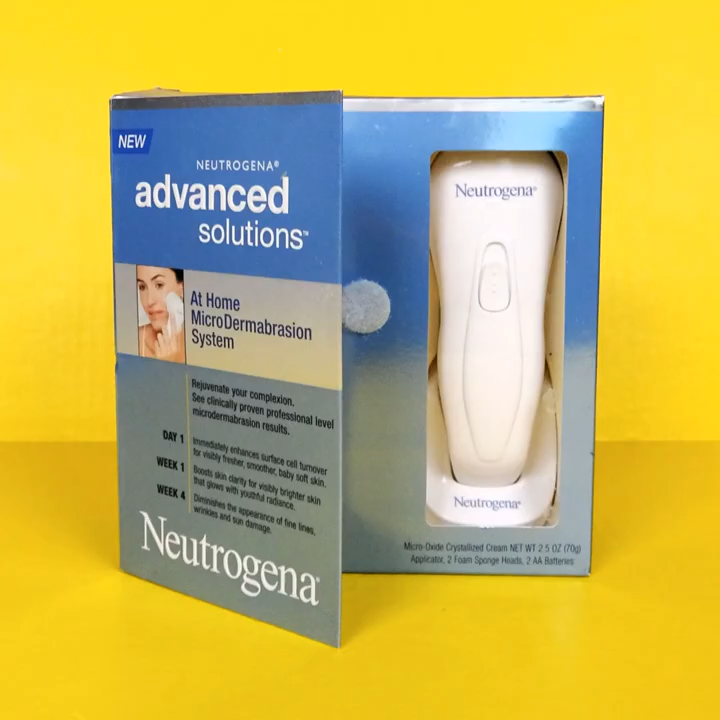 NEW
NEUTROGENA®
advanced
solutions™
At Home
MicroDermabrasion
System
Rejuvenate your complexion.
See clinically proven professional level
microdermabrasion results.
DAY 1 Immediately enhances surface cell turnover
for visibly fresher, smoother, baby soft skin.
WEEK 1 Boosts skin clarity for visibly brighter skin
that glows with youthful radiance.
WEEK 4 Diminishes the appearance of fine lines,
wrinkles and sun damage.
Neutrogena®
Neutrogena®
Neutrogena®
Micro-Oxide Crystallized Cream NET WT 2.5 OZ (70g)
Applicator, 2 Foam Sponge Heads, 2 AA Batteries